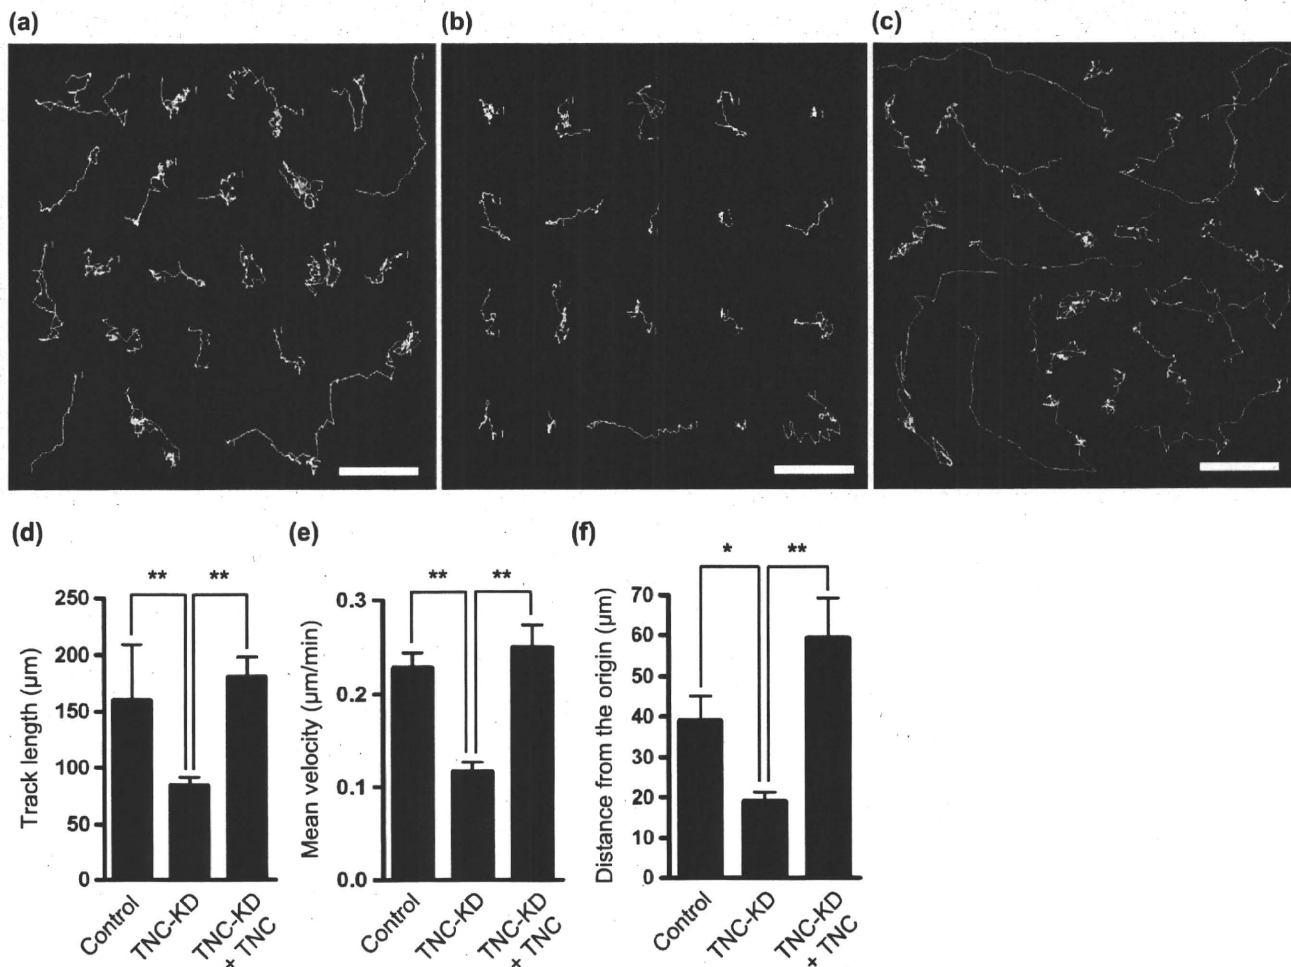 (a)
(b)
(c)
(d)
(e)
(f)
** **
** **
* **
Track length (µm)
250
200
150
100
50
0
Control
TNC-KD
TNC-KD
+ TNC
Mean velocity (µm/min)
0.3
0.2
0.1
0.0
Control
TNC-KD
TNC-KD
+ TNC
Distance from the origin (µm)
70
60
50
40
30
20
10
0
Control
TNC-KD
TNC-KD
+ TNC